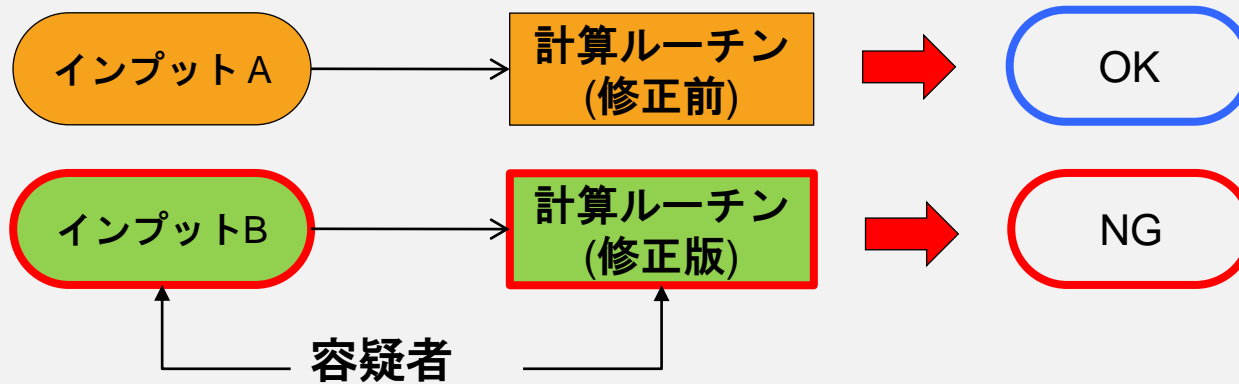 インプット A
計算ルーチン
(修正前)
OK
インプットB
計算ルーチン
(修正版)
NG
容疑者